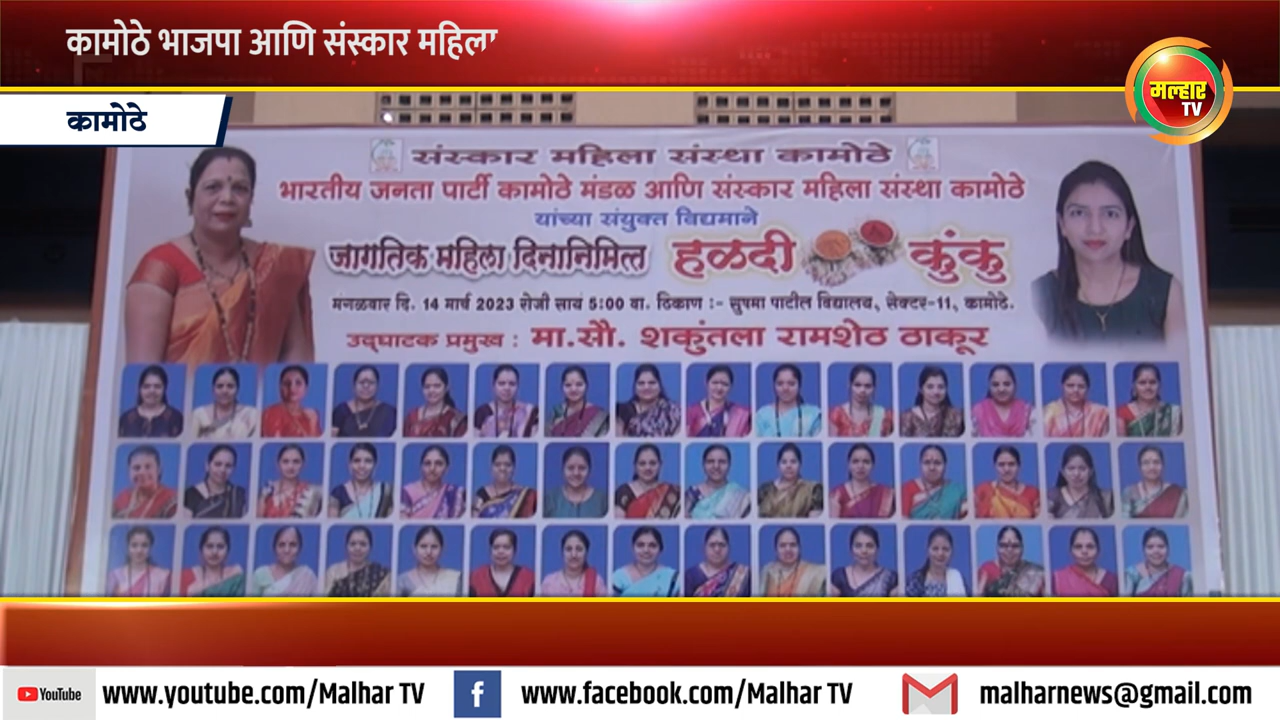 कामोठे भाजपा आणि संस्कार महिला
मल्हार
TV
कामोठे
संस्कार महिला संस्था कामोठे
भारतीय जनता पार्टी कामोठे मंडळ आणि संस्कार महिला संस्था कामोठे
यांच्या संयुक्त विद्यमाने
जागतिक महिला दिनानिमित्त हळदी कुंकु
मंगळवार दि. 14 मार्च 2023 रोजी सायं 5:00 वा. ठिकाण :- सुषमा पाटील विद्यालय, सेक्टर-11, कामोठे.
उद्घाटक प्रमुख : मा.सौ. शकुंतला रामशेठ ठाकूर
YouTube www.youtube.com/Malhar TV f www.facebook.com/Malhar TV malharnews@gmail.com